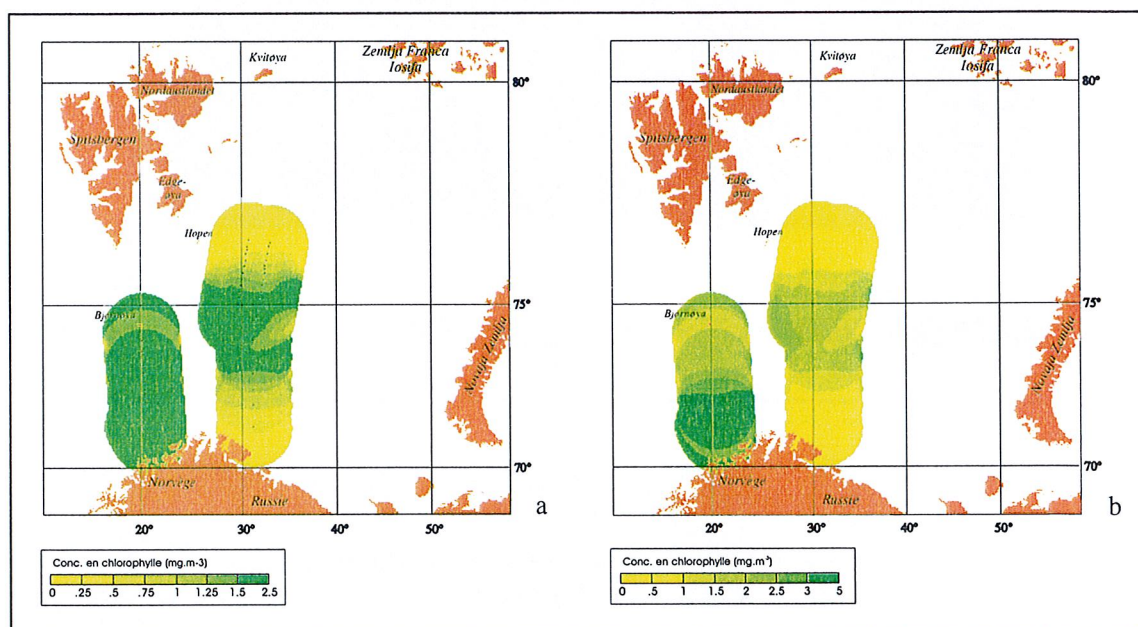 Zemlja Franca
Iosifa
Kvitøya
80°
Nordaustlandet
Spitsbergen
Edge-
øya
Hopen
75°
Bjørnøya
Novaja Zemlja
70°
Norvege
Russie
a
20° 30° 40° 50°
Conc. en chlorophylle (mg.m-3)
0 .25 .5 .75 1 1.25 1.5 2.5
Zemlja Franca
Iosifa
Kvitøya
80°
Nordaustlandet
Spitsbergen
Edge-
øya
Hopen
75°
Bjørnøya
Novaja Zemlja
70°
Norvege
Russie
b
20° 30° 40° 50°
Conc. en chlorophylle (mg.m⁻³)
0 .5 1 1.5 2 2.5 3 5